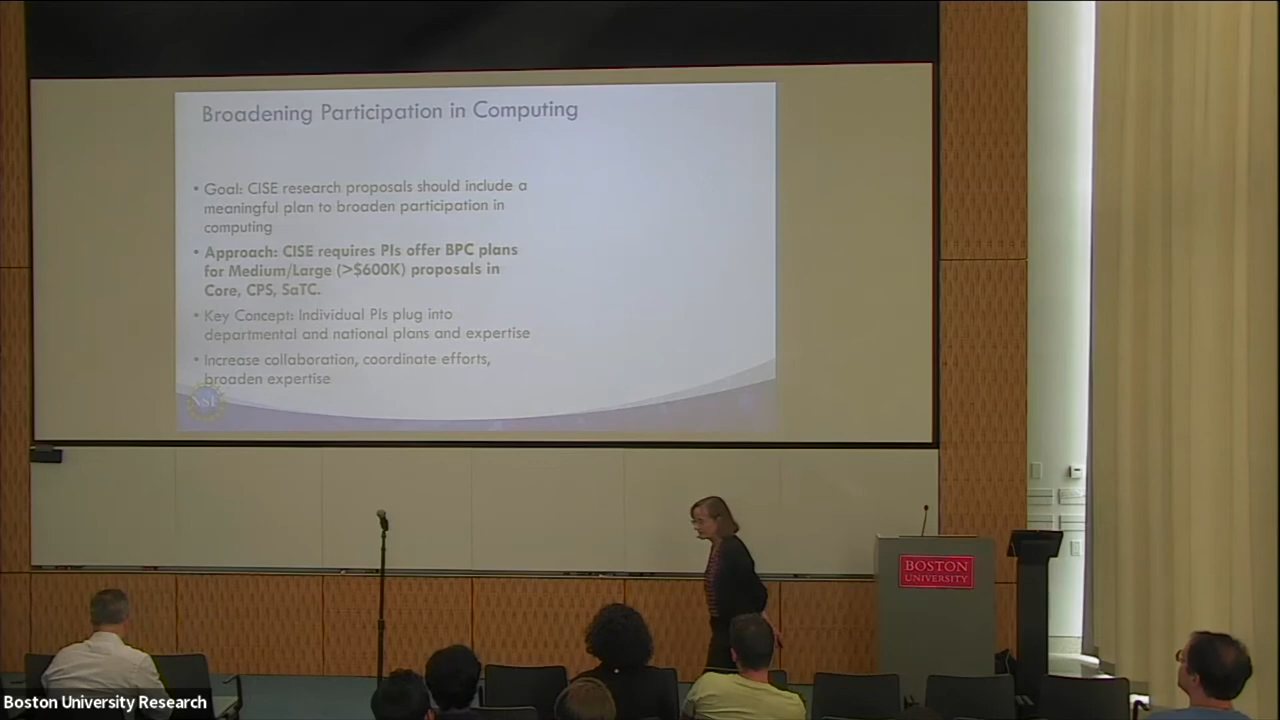 Broadening Participation in Computing
• Goal: CISE research proposals should include a
meaningful plan to broaden participation in
computing
• Approach: CISE requires PIs offer BPC plans
for Medium/Large (>$600K) proposals in
Core, CPS, SaTC.
• Key Concept: Individual PIs plug into
departmental and national plans and expertise
• Increase collaboration, coordinate efforts,
broaden expertise
NSF
BOSTON
UNIVERSITY
Boston University Research